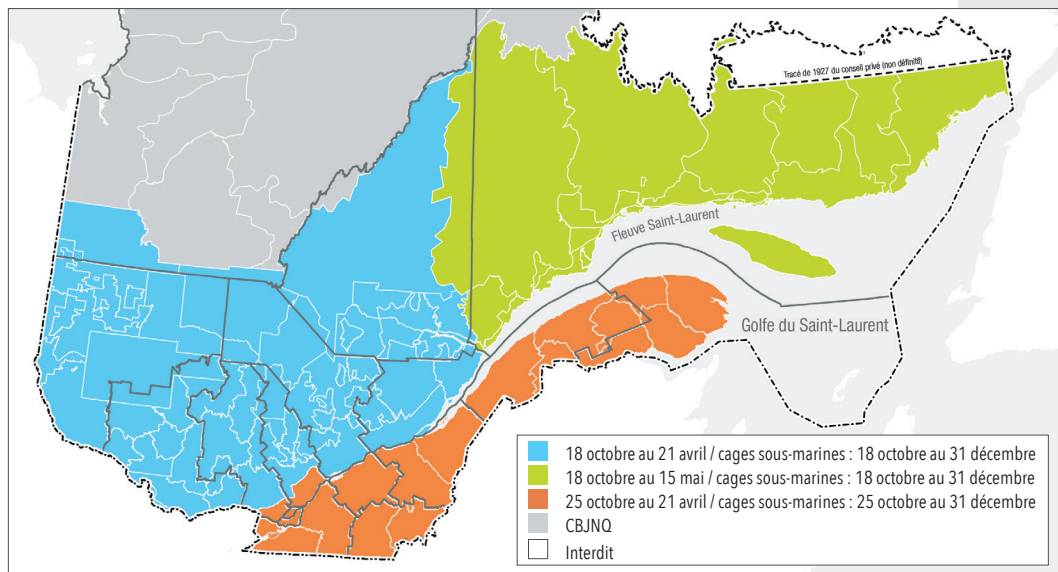 Tracé de 1927 du conseil privé (non définitif)
Fleuve Saint-Laurent
Golfe du Saint-Laurent
18 octobre au 21 avril / cages sous-marines : 18 octobre au 31 décembre
18 octobre au 15 mai / cages sous-marines : 18 octobre au 31 décembre
25 octobre au 21 avril / cages sous-marines : 25 octobre au 31 décembre
CBJNQ
Interdit